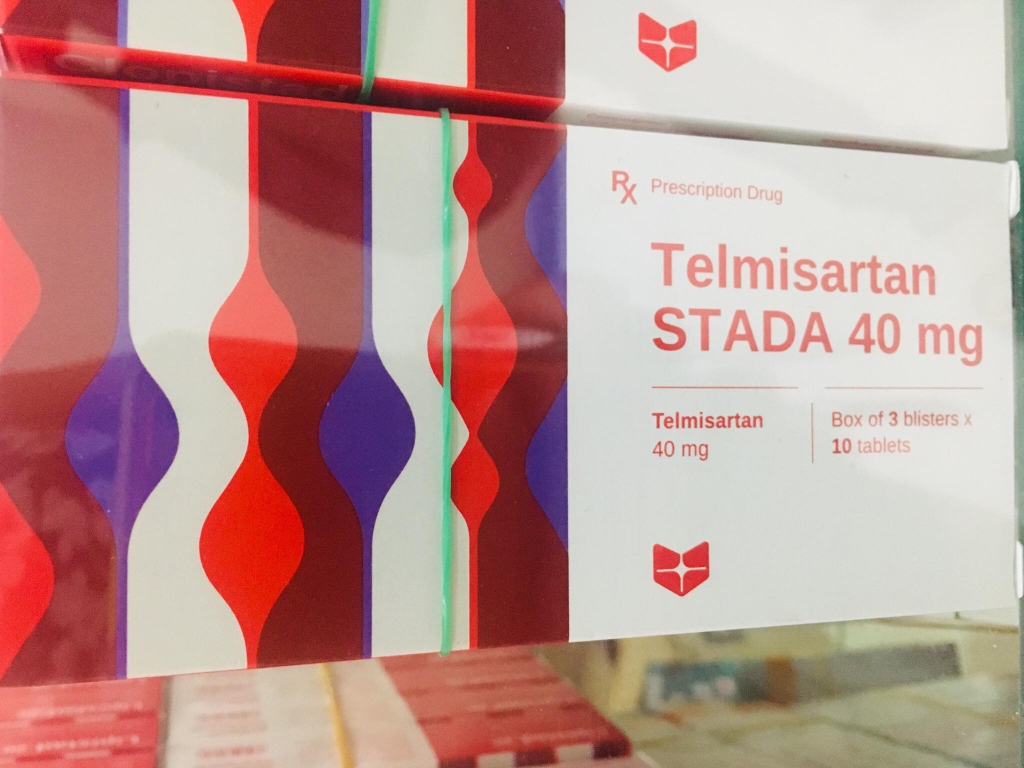 Rx Prescription Drug
Telmisartan
STADA 40 mg
Telmisartan
40 mg
Box of 3 blisters x
10 tablets